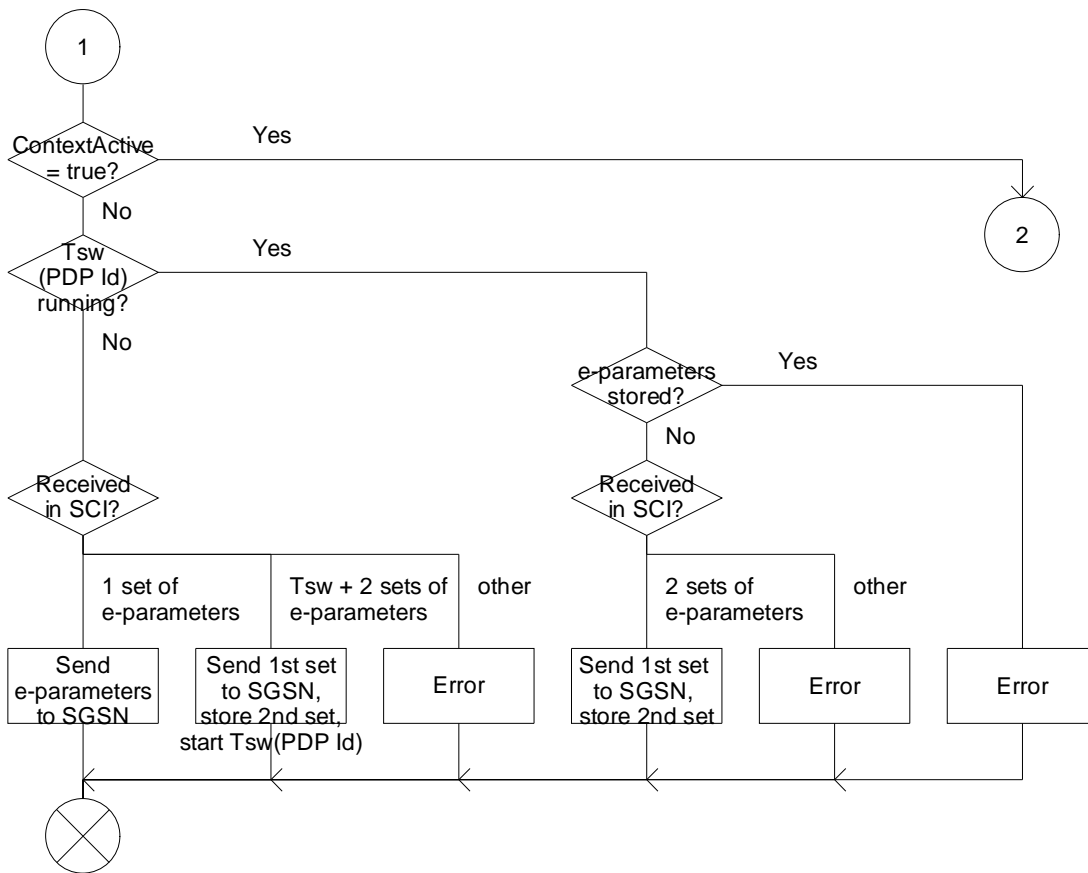 1
ContextActive
= true?
Yes
No
2
Tsw
(PDP Id)
running?
Yes
No
e-parameters
stored?
Yes
No
Received
in SCI?
Received
in SCI?
1 set of
e-parameters
Tsw + 2 sets of
e-parameters
other
2 sets of
e-parameters
other
Send
e-parameters
to SGSN
Send 1st set
to SGSN,
store 2nd set,
start Tsw(PDP Id)
Error
Send 1st set
to SGSN,
store 2nd set
Error
Error